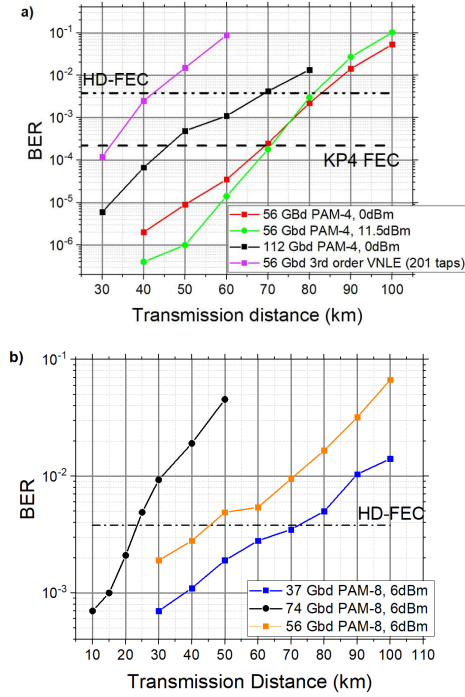 a)
10^-1
10^-2
10^-3
10^-4
10^-5
10^-6
BER
HD-FEC
KP4 FEC
56 GBd PAM-4, 0dBm
56 Gbd PAM-4, 11.5dBm
112 Gbd PAM-4, 0dBm
56 Gbd 3rd order VNLE (201 taps)
30 40 50 60 70 80 90 100
Transmission distance (km)
b)
10^-1
10^-2
10^-3
BER
HD-FEC
37 Gbd PAM-8, 6dBm
74 Gbd PAM-8, 6dBm
56 Gbd PAM-8, 6dBm
10 20 30 40 50 60 70 80 90 100 110
Transmission Distance (km)